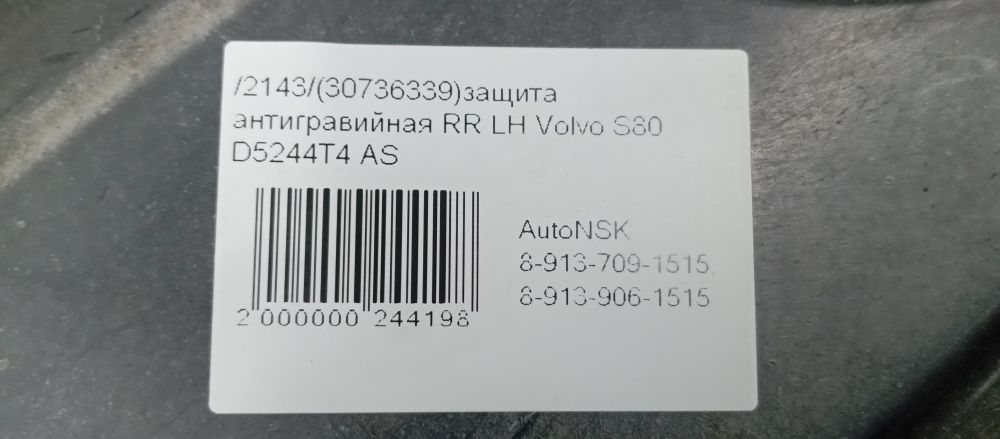 /2143/(30736339)защита
антигравийная RR LH Volvo S80
D5244T4 AS
AutoNSK
8-913-709-1515,
8-913-906-1515
2 000000 244198